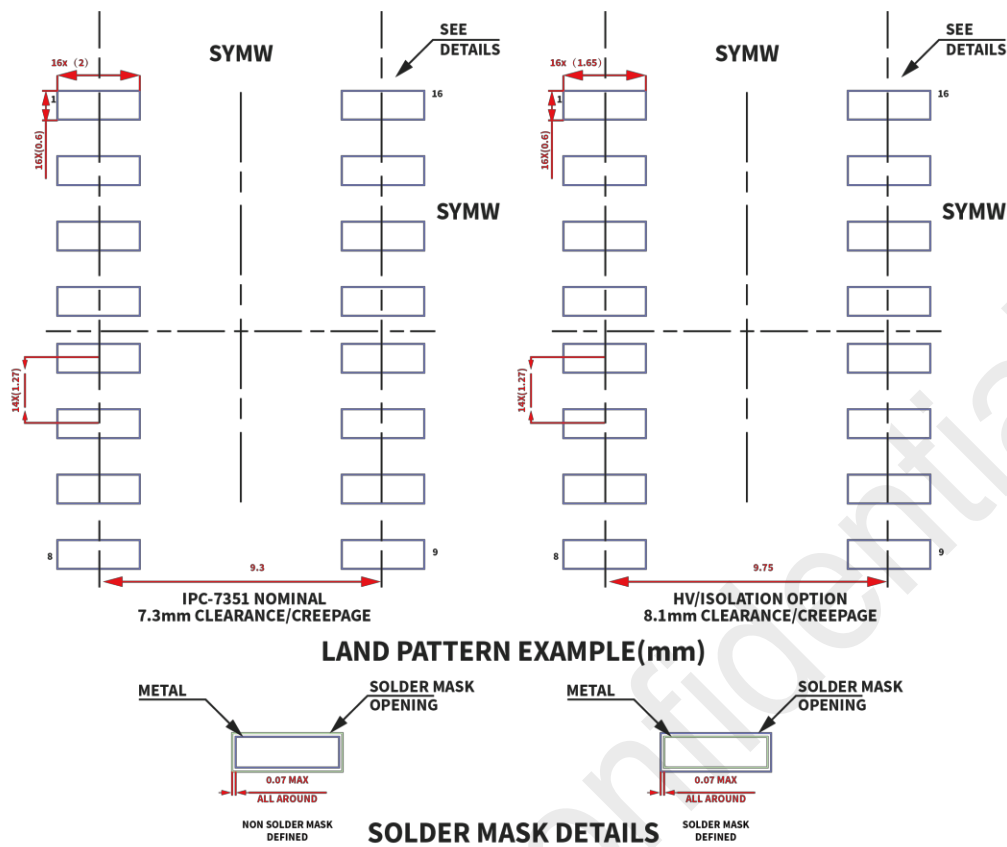 SYMW
SEE
DETAILS
16x（2）
1
16
16X(0.6)
SYMW
14X(1.27)
8
9
9.3
IPC-7351 NOMINAL
7.3mm CLEARANCE/CREEPAGE
SYMW
SEE
DETAILS
16x（1.65）
1
16
16X(0.6)
SYMW
14X(1.27)
8
9
9.75
HV/ISOLATION OPTION
8.1mm CLEARANCE/CREEPAGE
LAND PATTERN EXAMPLE(mm)
METAL
SOLDER MASK
OPENING
0.07 MAX
ALL AROUND
NON SOLDER MASK
DEFINED
METAL
SOLDER MASK
OPENING
0.07 MAX
ALL AROUND
SOLDER MASK
DEFINED
SOLDER MASK DETAILS
onfidentia